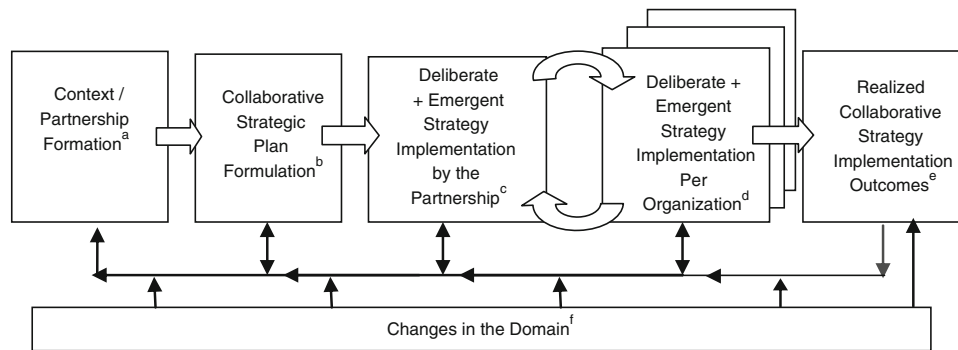 Context /
Partnership
Formation^a
Collaborative
Strategic
Plan
Formulation^b
Deliberate
+ Emergent
Strategy
Implementation
by the
Partnership^c
Deliberate +
Emergent
Strategy
Implementation
Per
Organization^d
Realized
Collaborative
Strategy
Implementation
Outcomes^e
Changes in the Domain^f